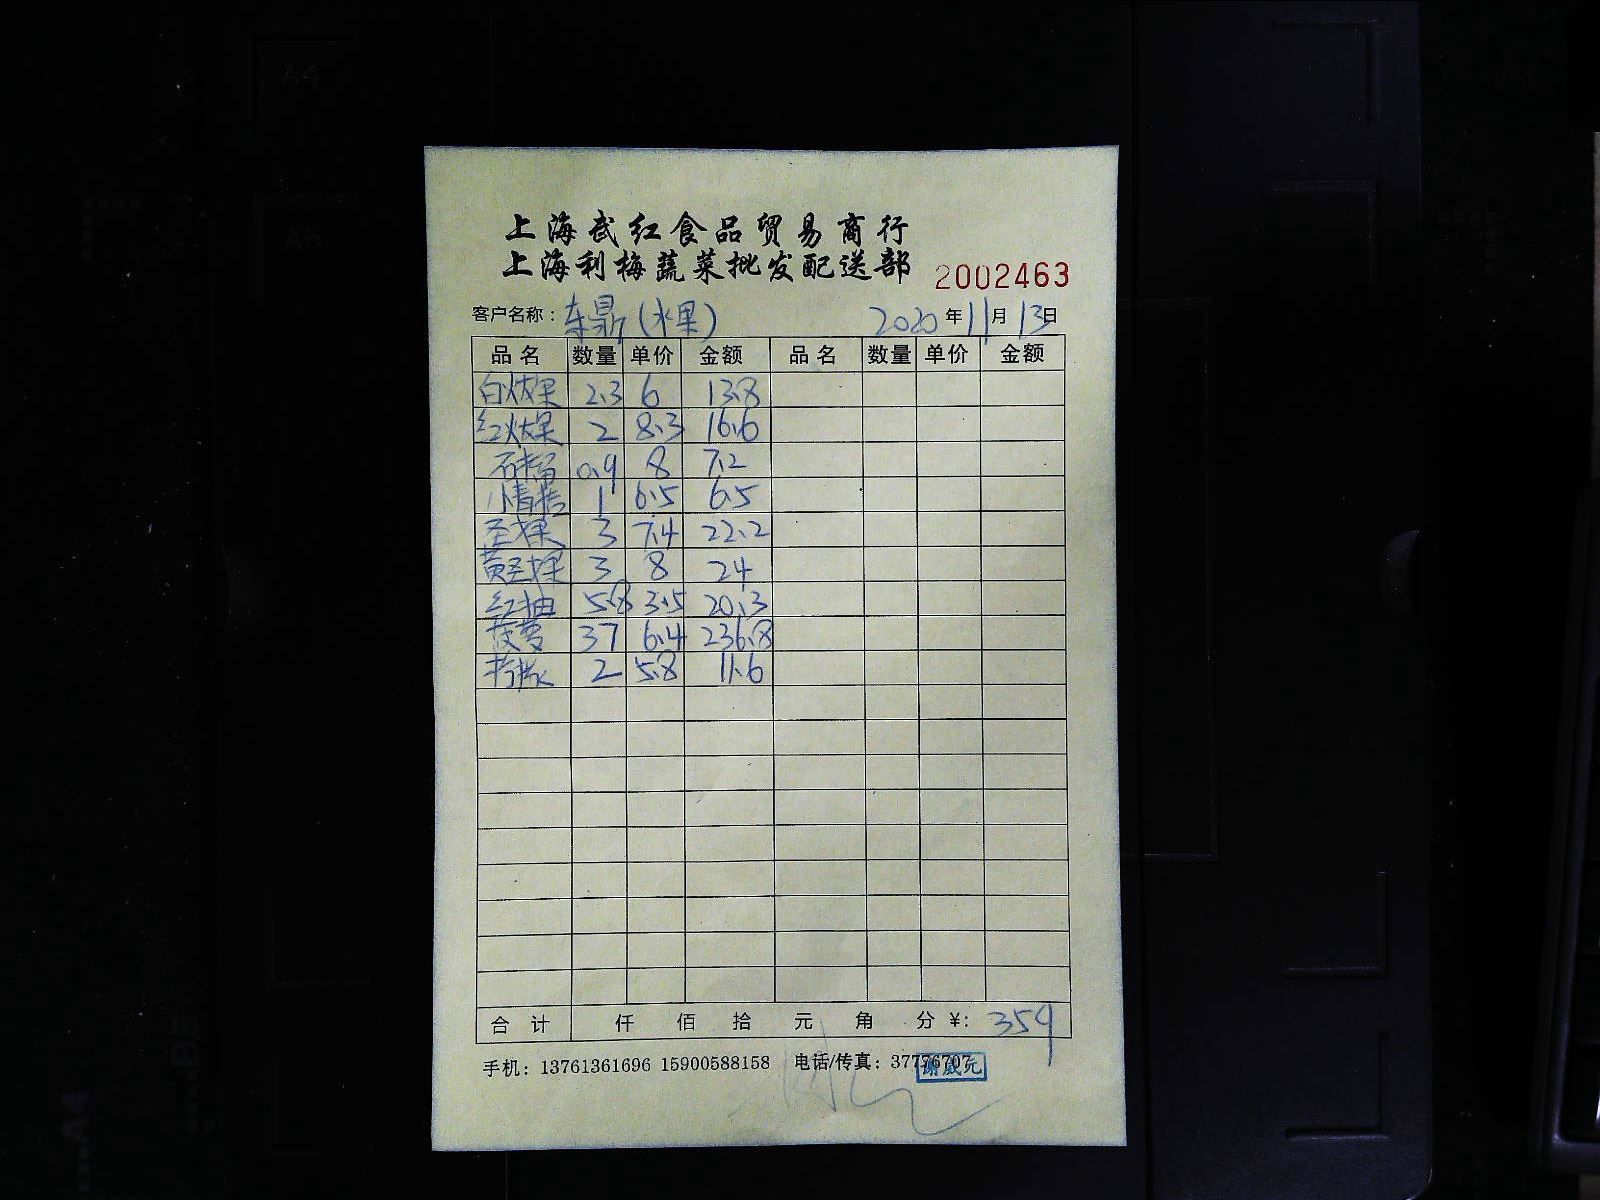 上海武红食品贸易商行
上海利梅蔬菜批发配送部 2002463
客户名称：东鼎(水果) 2020年11月13日
品名 数量 单价 金额 品名 数量 单价 金额
白火龙果 2.3 6 13.8
红火龙果 2 8.3 16.6
石榴 0.9 8 7.2
小青桔 1 6.5 6.5
圣果 3 7.4 22.2
黄圣果 3 8 24
红柚 5.8 3.5 20.3
菠萝 37 6.4 236.8
2 5.8 11.6
合计 仟 佰 拾 元 角 分 ¥: 359
手机：13761361696 15900588158 电话/传真：37776707